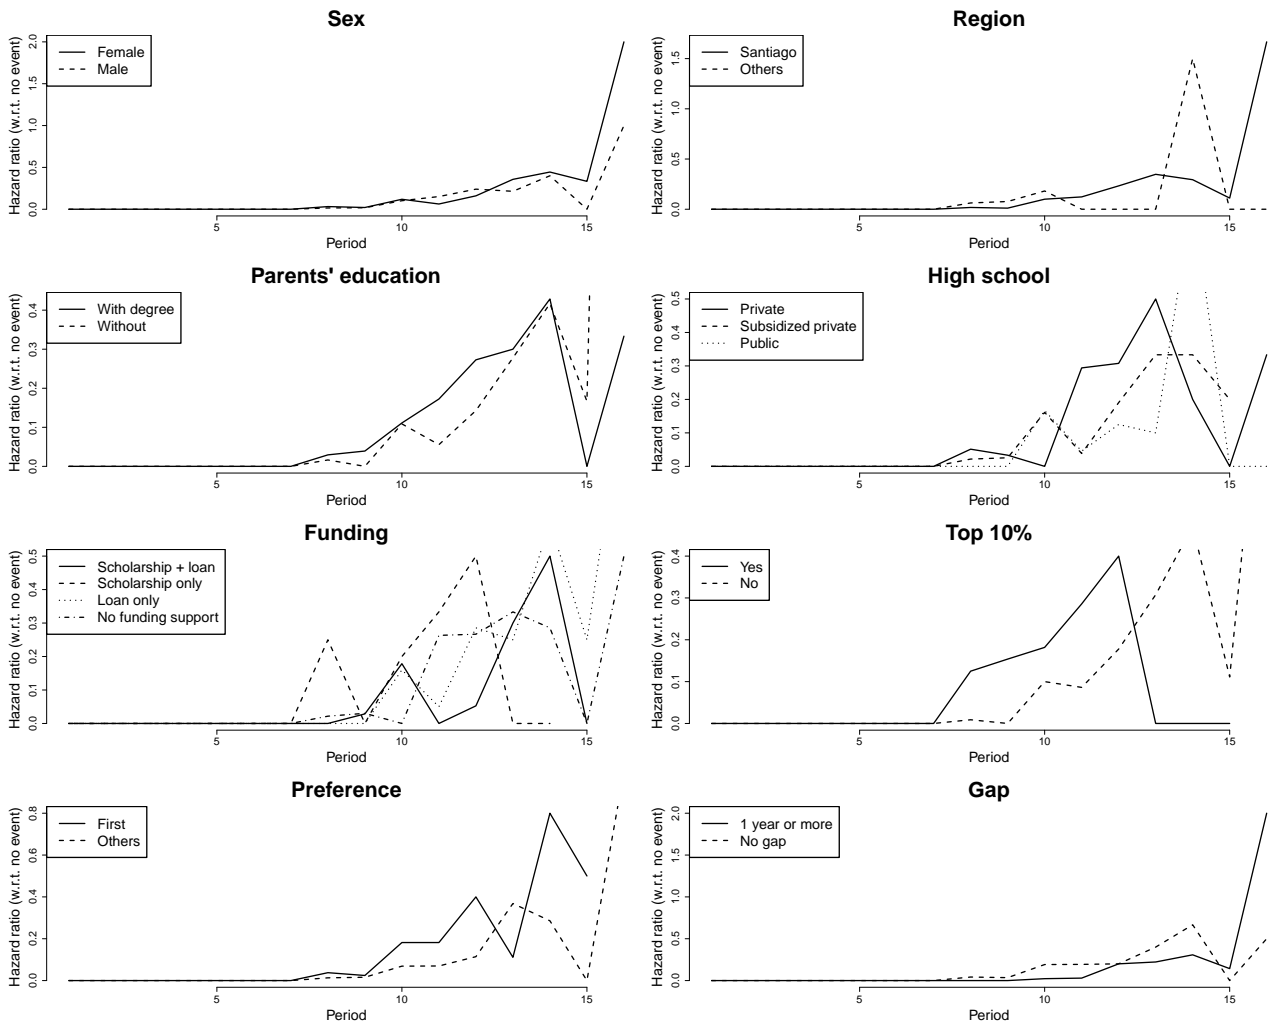 Sex
Hazard ratio (w.r.t. no event)
0.0 0.5 1.0 1.5 2.0
Female
Male
5 10 15
Period
Region
Hazard ratio (w.r.t. no event)
0.0 0.5 1.0 1.5
Santiago
Others
5 10 15
Period
Parents' education
Hazard ratio (w.r.t. no event)
0.0 0.1 0.2 0.3 0.4
With degree
Without
5 10 15
Period
High school
Hazard ratio (w.r.t. no event)
0.0 0.1 0.2 0.3 0.4 0.5
Private
Subsidized private
Public
5 10 15
Period
Funding
Hazard ratio (w.r.t. no event)
0.0 0.1 0.2 0.3 0.4 0.5
Scholarship + loan
Scholarship only
Loan only
No funding support
5 10 15
Period
Top 10%
Hazard ratio (w.r.t. no event)
0.0 0.1 0.2 0.3 0.4
Yes
No
5 10 15
Period
Preference
Hazard ratio (w.r.t. no event)
0.0 0.2 0.4 0.6 0.8
First
Others
5 10 15
Period
Gap
Hazard ratio (w.r.t. no event)
0.0 0.5 1.0 1.5 2.0
1 year or more
No gap
5 10 15
Period